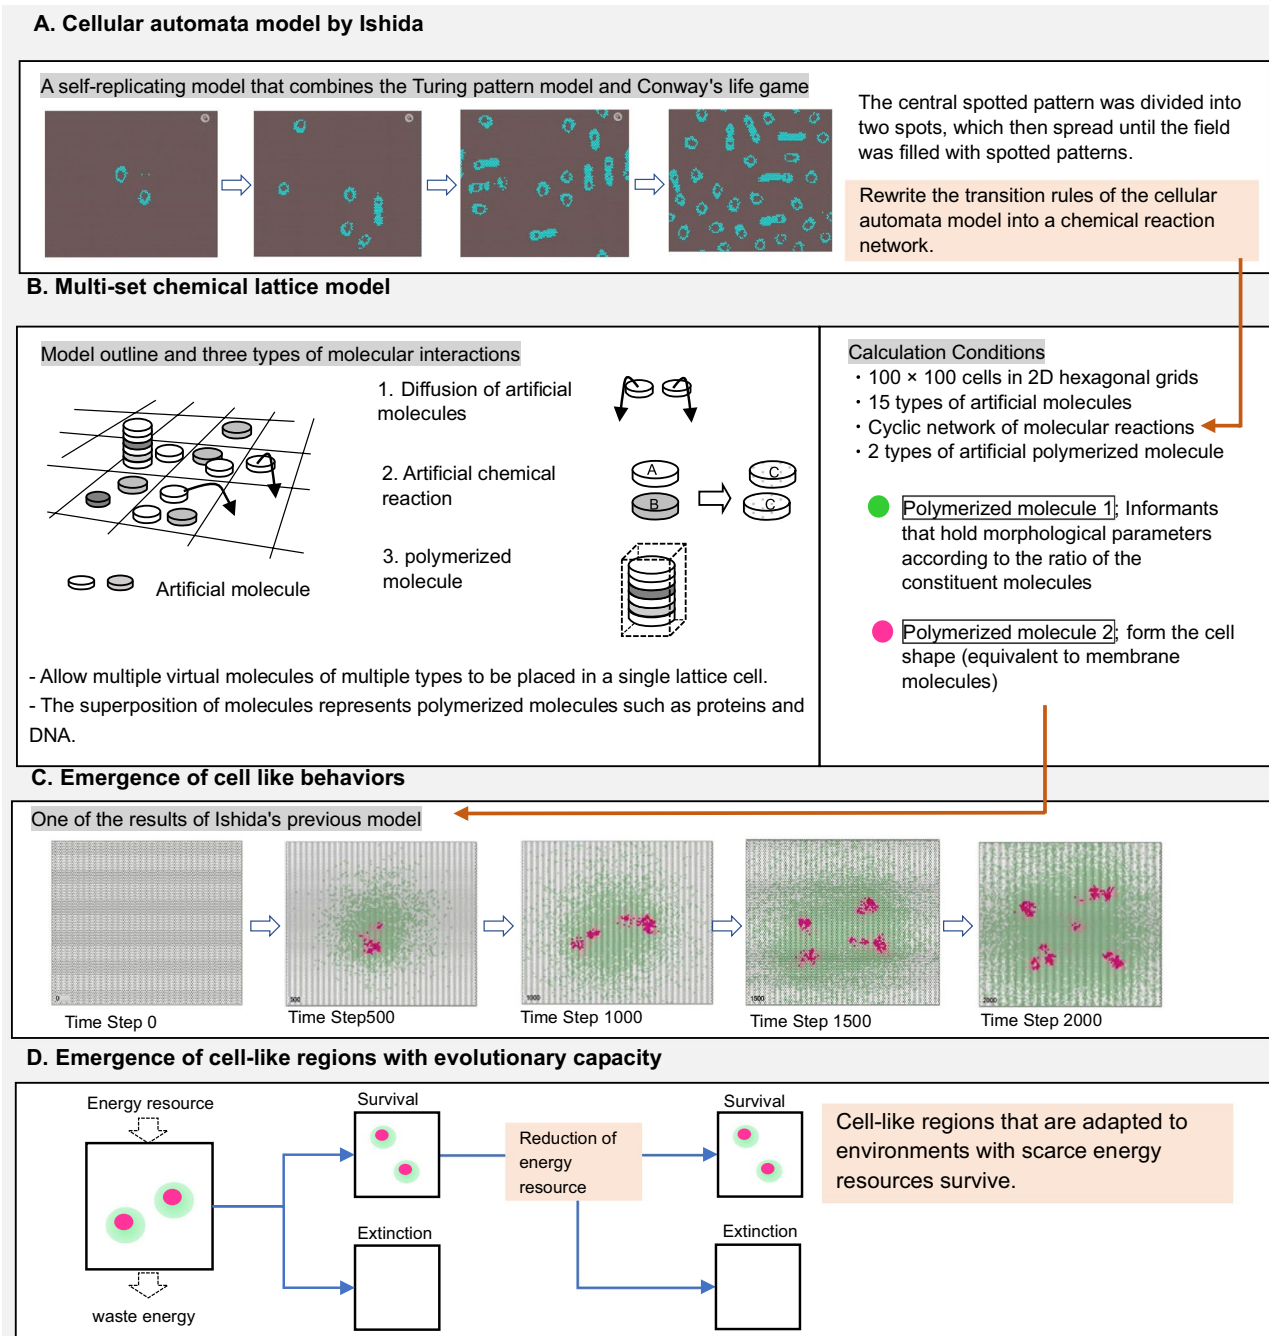 A. Cellular automata model by Ishida
A self-replicating model that combines the Turing pattern model and Conway's life game
The central spotted pattern was divided into
two spots, which then spread until the field
was filled with spotted patterns.
Rewrite the transition rules of the cellular
automata model into a chemical reaction
network.
B. Multi-set chemical lattice model
Model outline and three types of molecular interactions
1. Diffusion of artificial
molecules
2. Artificial chemical
reaction
A
B
C
C
3. polymerized
molecule
Artificial molecule
- Allow multiple virtual molecules of multiple types to be placed in a single lattice cell.
- The superposition of molecules represents polymerized molecules such as proteins and
DNA.
Calculation Conditions
・100 × 100 cells in 2D hexagonal grids
・15 types of artificial molecules
・Cyclic network of molecular reactions
・2 types of artificial polymerized molecule
Polymerized molecule 1; Informants
that hold morphological parameters
according to the ratio of the
constituent molecules
Polymerized molecule 2; form the cell
shape (equivalent to membrane
molecules)
C. Emergence of cell like behaviors
One of the results of Ishida's previous model
0
500
1000
1500
2000
Time Step 0
Time Step500
Time Step 1000
Time Step 1500
Time Step 2000
D. Emergence of cell-like regions with evolutionary capacity
Energy resource
waste energy
Survival
Extinction
Reduction of
energy
resource
Survival
Extinction
Cell-like regions that are adapted to
environments with scarce energy
resources survive.